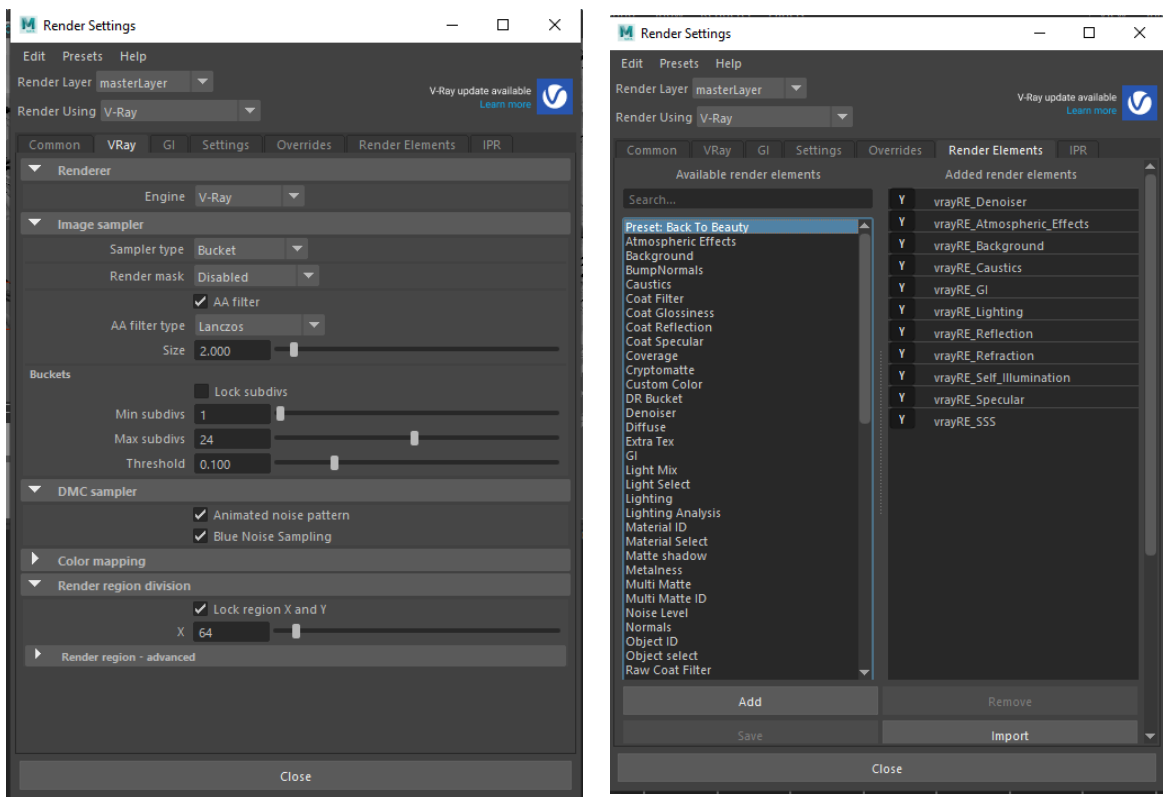 Render Settings
Edit Presets Help
Render Layer masterLayer
V-Ray update available
Learn more
Render Using V-Ray
Common VRay GI Settings Overrides Render Elements IPR
Renderer
Engine V-Ray
Image sampler
Sampler type Bucket
Render mask Disabled
AA filter
AA filter type Lanczos
Size 2.000
Buckets
Lock subdivs
Min subdivs 1
Max subdivs 24
Threshold 0.100
DMC sampler
Animated noise pattern
Blue Noise Sampling
Color mapping
Render region division
Lock region X and Y
X 64
Render region - advanced
Close
Render Settings
Edit Presets Help
Render Layer masterLayer
V-Ray update available
Learn more
Render Using V-Ray
Common VRay GI Settings Overrides Render Elements IPR
Available render elements
Search...
Preset: Back To Beauty
Atmospheric Effects
Background
BumpNormals
Caustics
Coat Filter
Coat Glossiness
Coat Reflection
Coat Specular
Coverage
Cryptomatte
Custom Color
DR Bucket
Denoiser
Diffuse
Extra Tex
GI
Light Mix
Light Select
Lighting
Lighting Analysis
Material ID
Material Select
Matte shadow
Metalness
Multi Matte
Multi Matte ID
Noise Level
Normals
Object ID
Object select
Raw Coat Filter
Added render elements
Y vrayRE_Denoiser
Y vrayRE_Atmospheric_Effects
Y vrayRE_Background
Y vrayRE_Caustics
Y vrayRE_GI
Y vrayRE_Lighting
Y vrayRE_Reflection
Y vrayRE_Refraction
Y vrayRE_Self_Illumination
Y vrayRE_Specular
Y vrayRE_SSS
Add Remove
Save Import
Close